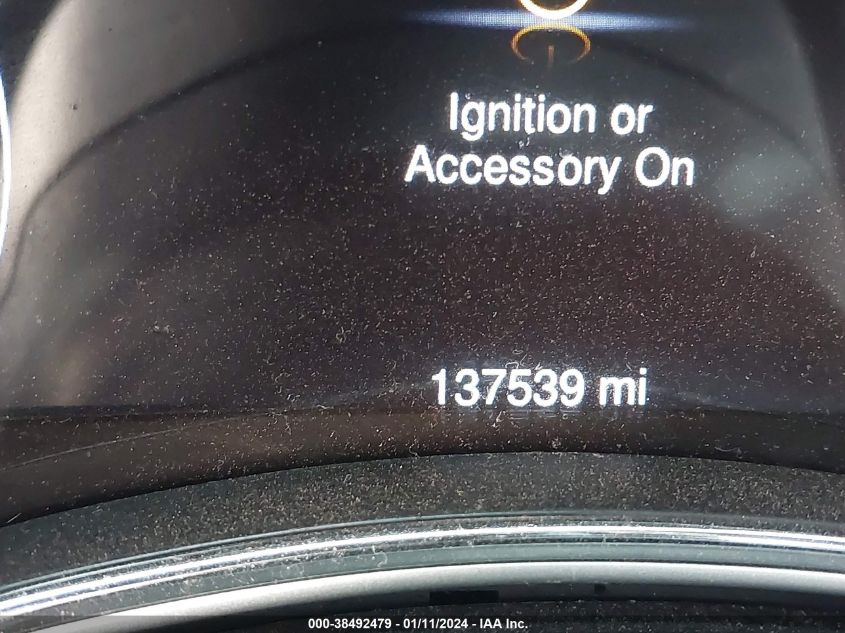 Ignition or
Accessory On
137539 mi
000-38492479 - 01/11/2024 - IAA Inc.